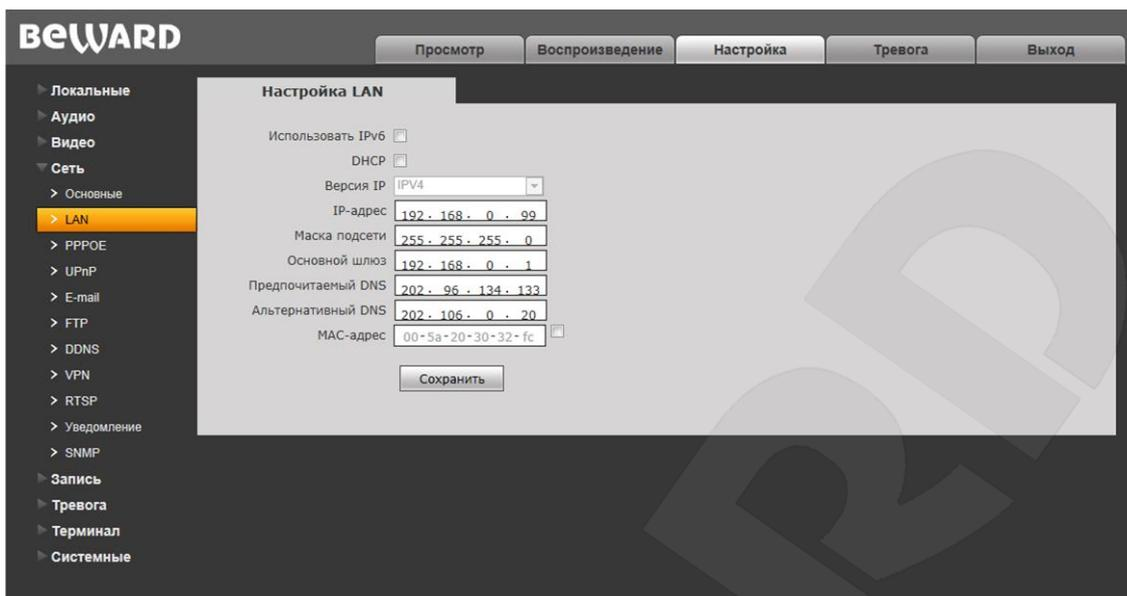 BEWARD
Просмотр Воспроизведение Настройка Тревога Выход
Локальные
Аудио
Видео
Сеть
> Основные
> LAN
> PPPOE
> UPnP
> E-mail
> FTP
> DDNS
> VPN
> RTSP
> Уведомление
> SNMP
Запись
Тревога
Терминал
Системные
Настройка LAN
Использовать IPv6
DHCP
Версия IP IPV4
IP-адрес 192. 168. 0 . 99
Маска подсети 255. 255. 255. 0
Основной шлюз 192. 168. 0 . 1
Предпочитаемый DNS 202. 96 . 134. 133
Альтернативный DNS 202. 106. 0 . 20
MAC-адрес 00-5a-20-30-32-fc
Сохранить
RD